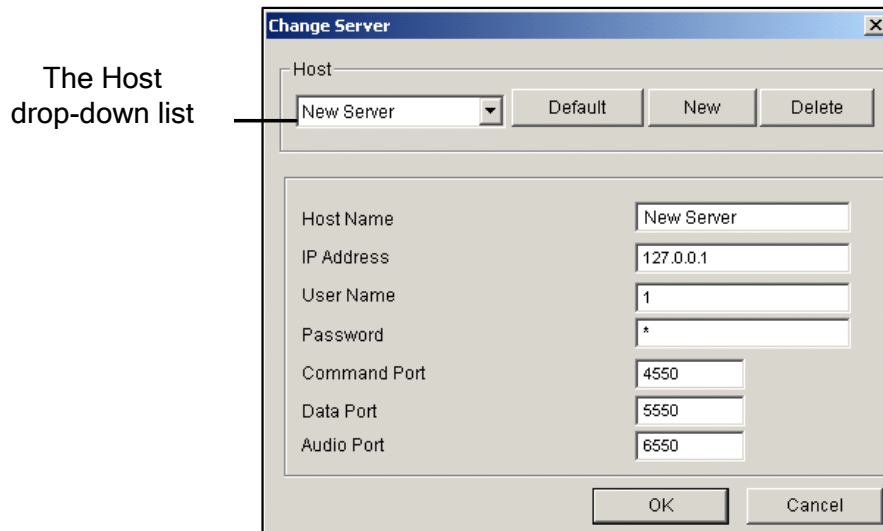 Change Server
The Host
drop-down list
Host
New Server
Default
New
Delete
Host Name
New Server
IP Address
127.0.0.1
User Name
1
Password
*
Command Port
4550
Data Port
5550
Audio Port
6550
OK
Cancel